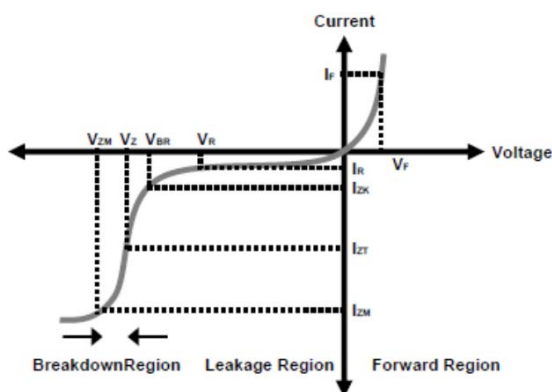 Current
IF
VZM VZ VBR VR
VF
Voltage
IR
IZK
IZT
IZM
BreakdownRegion Leakage Region Forward Region